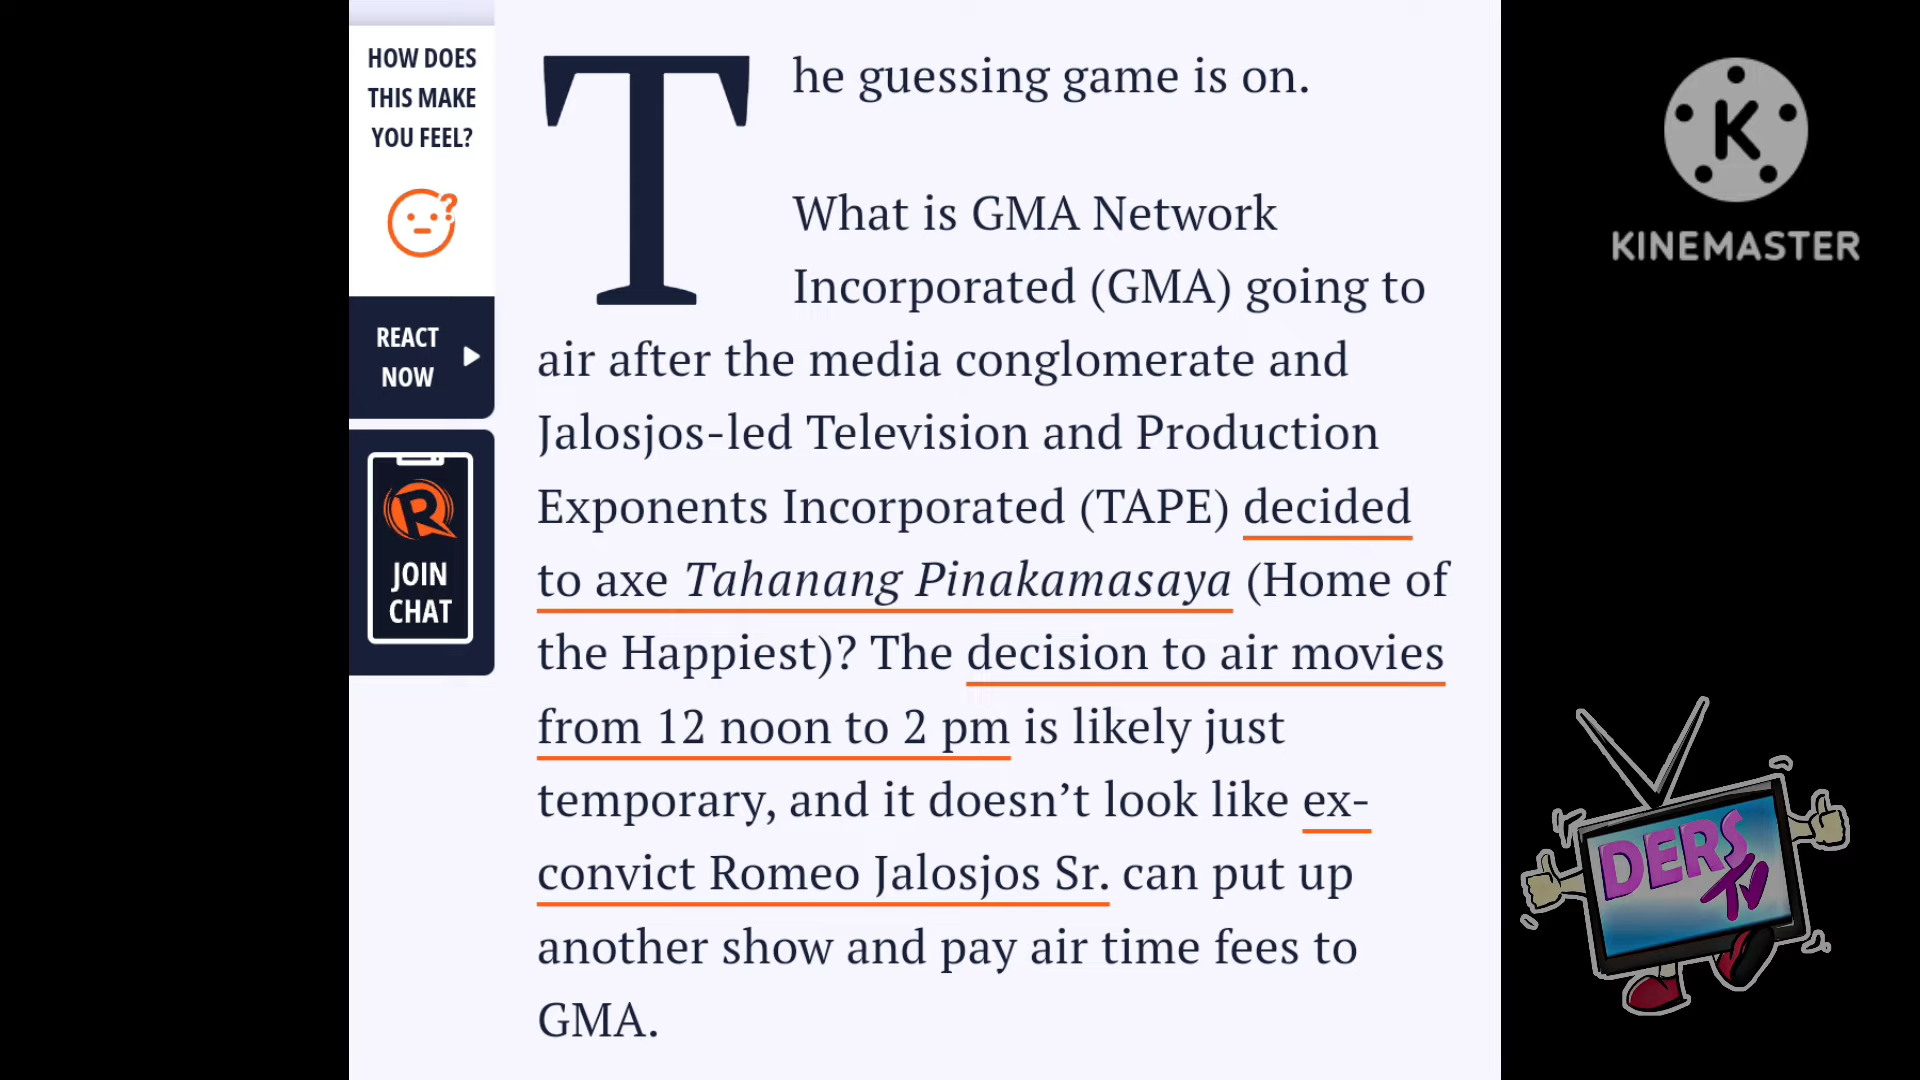 HOW DOES
THIS MAKE
YOU FEEL?
REACT
NOW
JOIN
CHAT
The guessing game is on.
What is GMA Network
Incorporated (GMA) going to
air after the media conglomerate and
Jalosjos-led Television and Production
Exponents Incorporated (TAPE) decided
to axe Tahanang Pinakamasaya (Home of
the Happiest)? The decision to air movies
from 12 noon to 2 pm is likely just
temporary, and it doesn’t look like ex-
convict Romeo Jalosjos Sr. can put up
another show and pay air time fees to
GMA.
K
KINEMASTER
DERS
TV